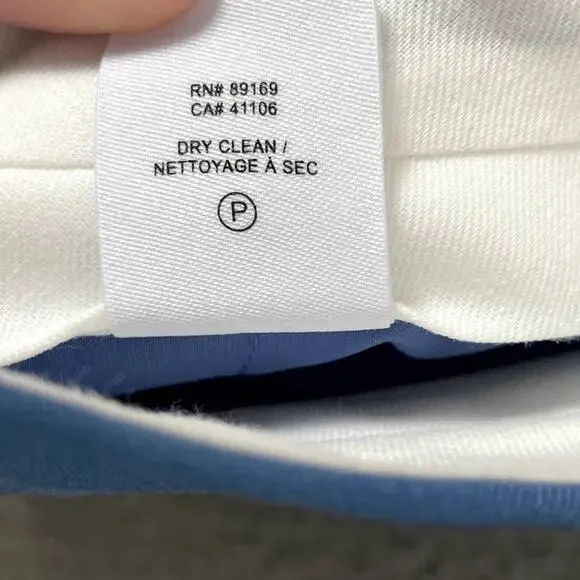 RN# 89169
CA# 41106
DRY CLEAN /
NETTOYAGE À SEC
P